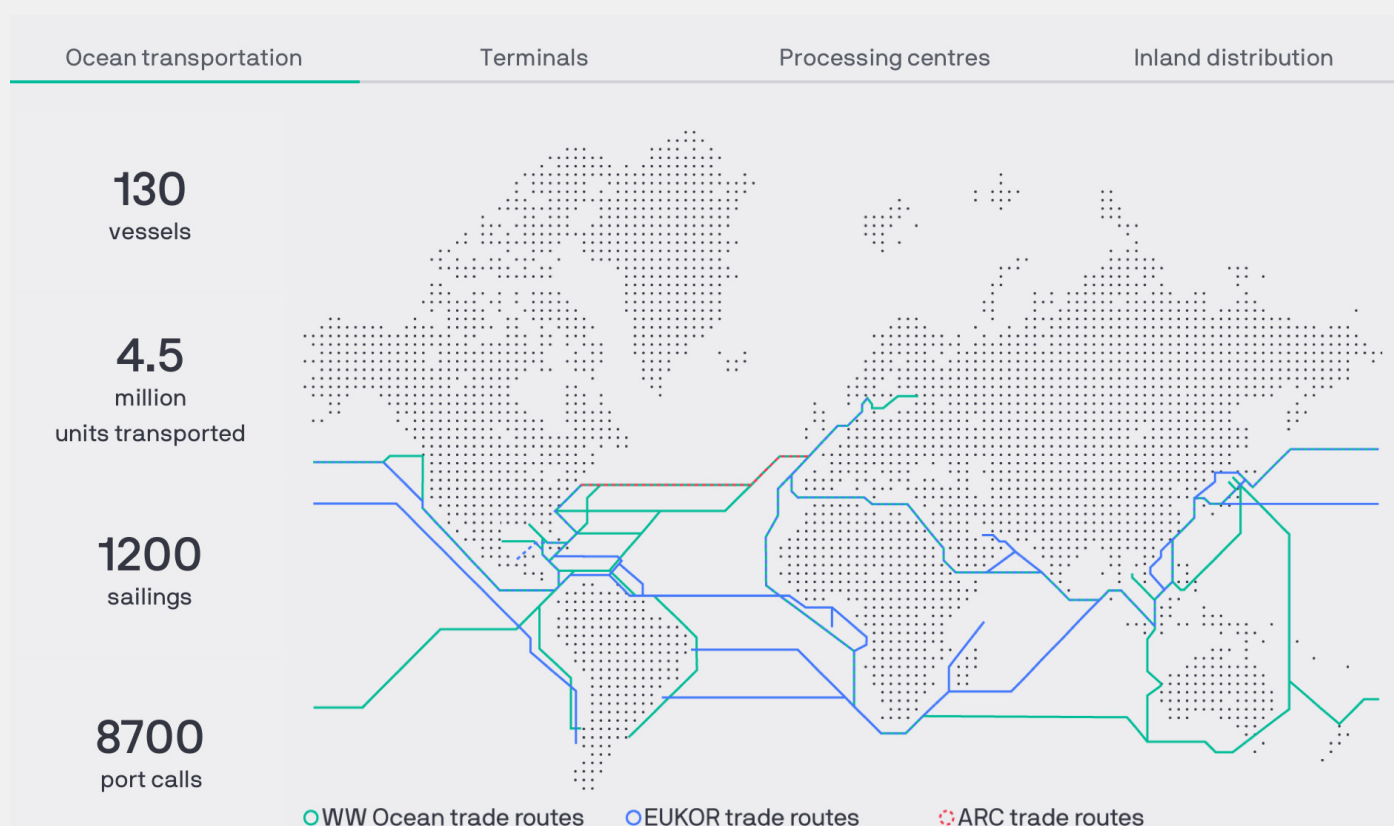 Ocean transportation
Terminals
Processing centres
Inland distribution
130
vessels
4.5
million
units transported
1200
sailings
8700
port calls
WW Ocean trade routes
EUKOR trade routes
ARC trade routes